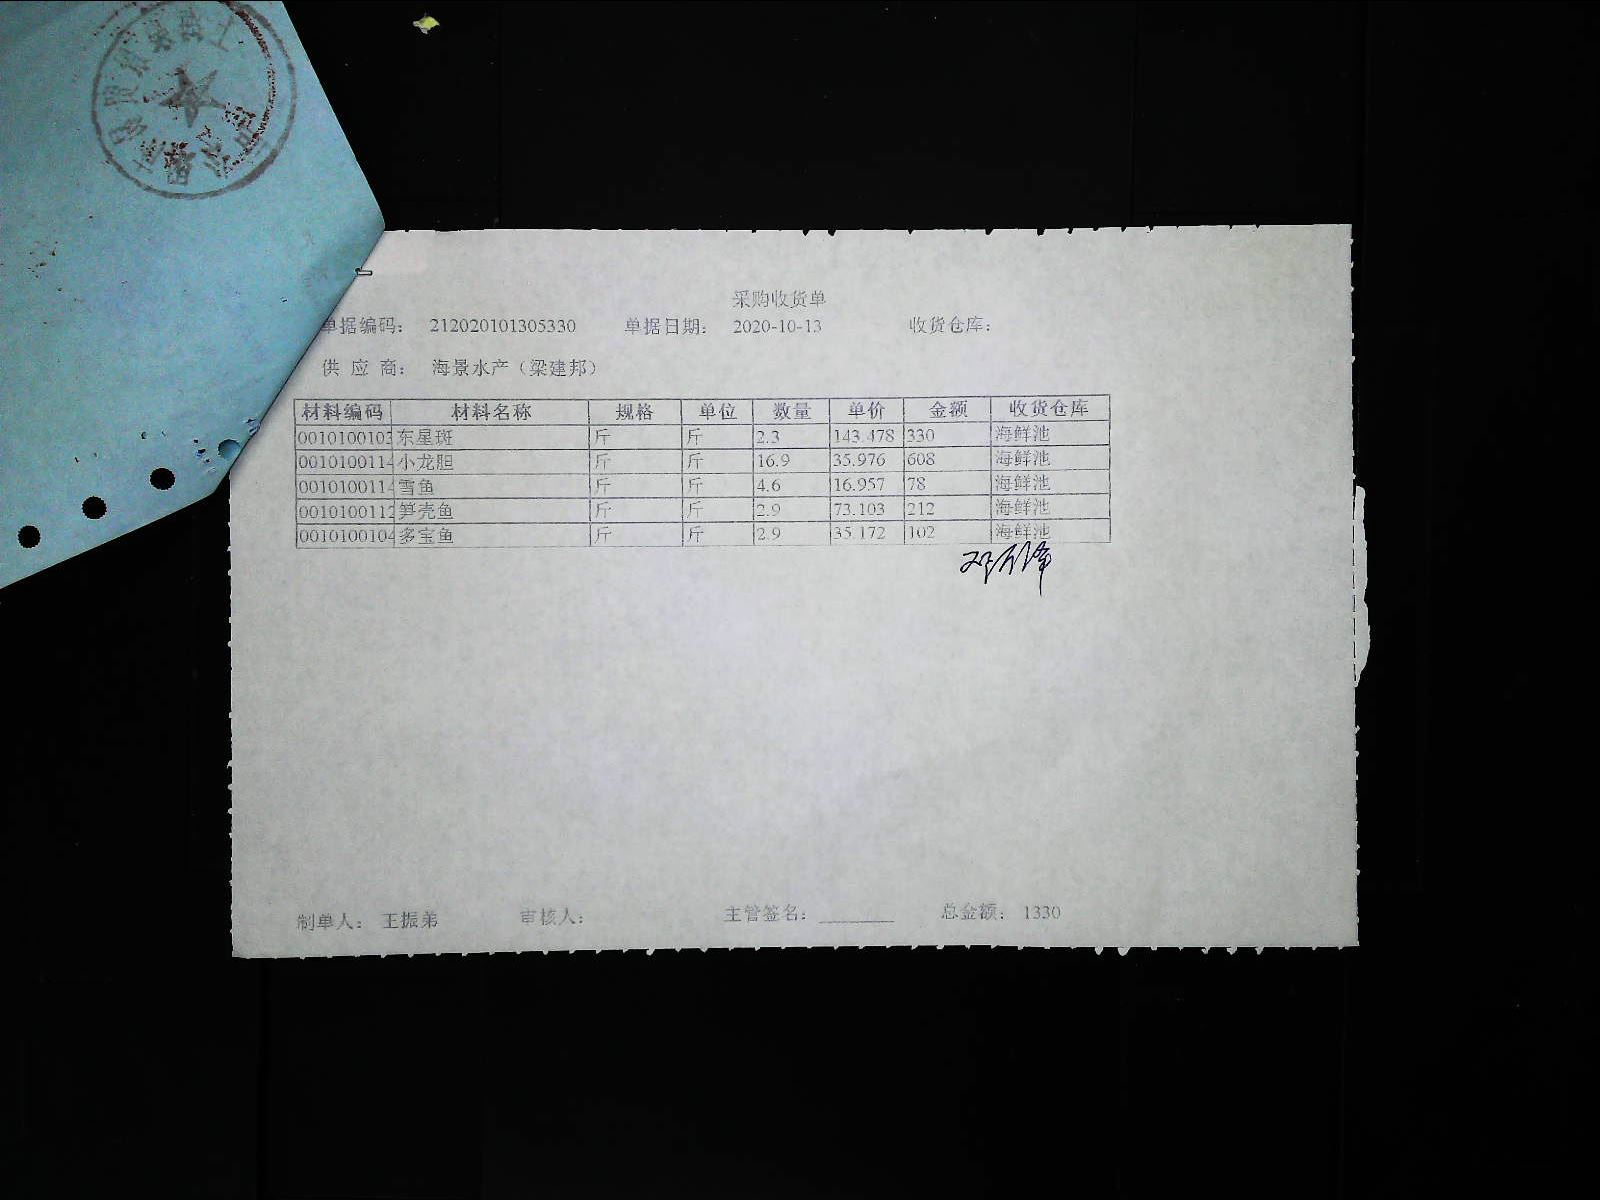 采购收货单
单据编码： 212020101305330 单据日期： 2020-10-13 收货仓库：
供 应 商： 海景水产（梁建邦）
材料编码 材料名称 规格 单位 数量 单价 金额 收货仓库
0010100103 东星斑 斤 斤 2.3 143.478 330 海鲜池
0010100114 小龙胆 斤 斤 16.9 35.976 608 海鲜池
0010100114 雪鱼 斤 斤 4.6 16.957 78 海鲜池
0010100112 笋壳鱼 斤 斤 2.9 73.103 212 海鲜池
0010100104 多宝鱼 斤 斤 2.9 35.172 102 海鲜池
制单人： 王振弟 审核人： 主管签名： 总金额： 1330